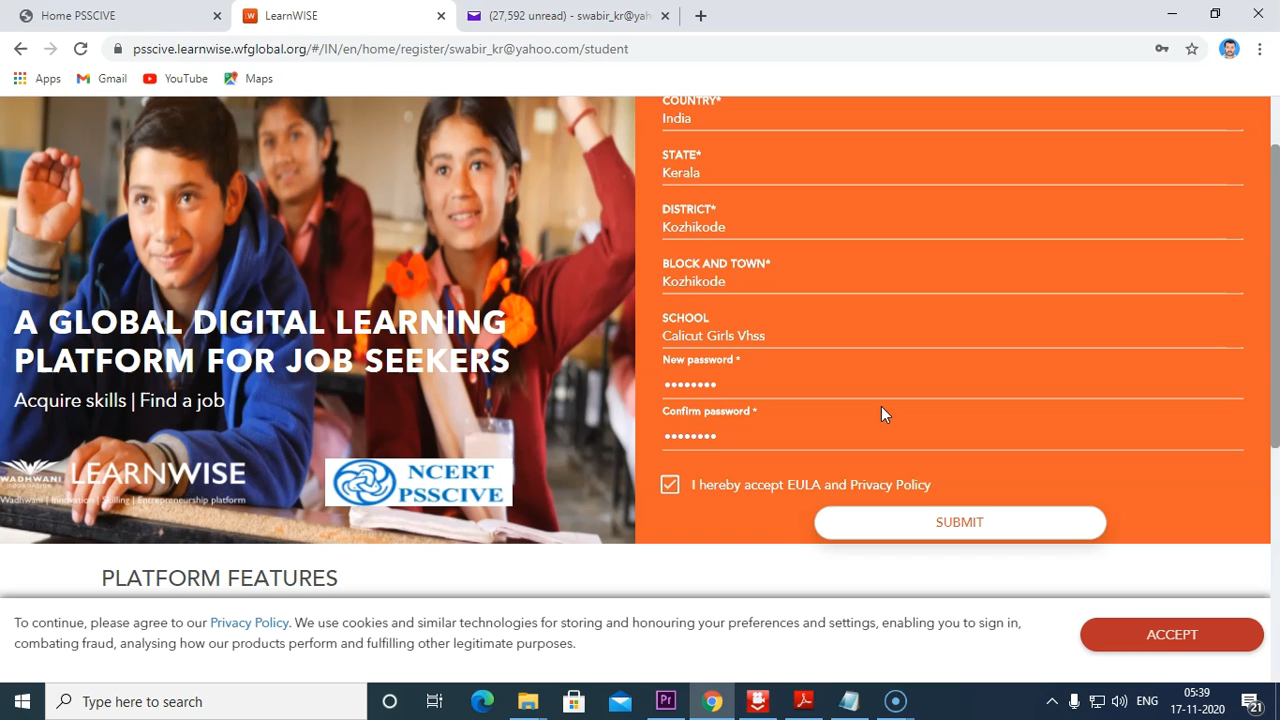 Home PSSCIVE
LearnWISE
(27,592 unread) - swabir_kr@yah
psscive.learnwise.wfglobal.org/#/IN/en/home/register/swabir_kr@yahoo.com/student
Apps
Gmail
YouTube
Maps
A GLOBAL DIGITAL LEARNING
PLATFORM FOR JOB SEEKERS
Acquire skills | Find a job
WADHWANI
LEARNWISE
Wadhwani | Innovation | Skilling | Entrepreneurship platform
NCERT
PSSCIVE
COUNTRY*
India
STATE*
Kerala
DISTRICT*
Kozhikode
BLOCK AND TOWN*
Kozhikode
SCHOOL
Calicut Girls Vhss
New password *
••••••••
Confirm password *
••••••••
I hereby accept EULA and Privacy Policy
SUBMIT
PLATFORM FEATURES
To continue, please agree to our Privacy Policy. We use cookies and similar technologies for storing and honouring your preferences and settings, enabling you to sign in,
combating fraud, analysing how our products perform and fulfilling other legitimate purposes.
ACCEPT
Type here to search
Pr
ENG
05:39
17-11-2020
21